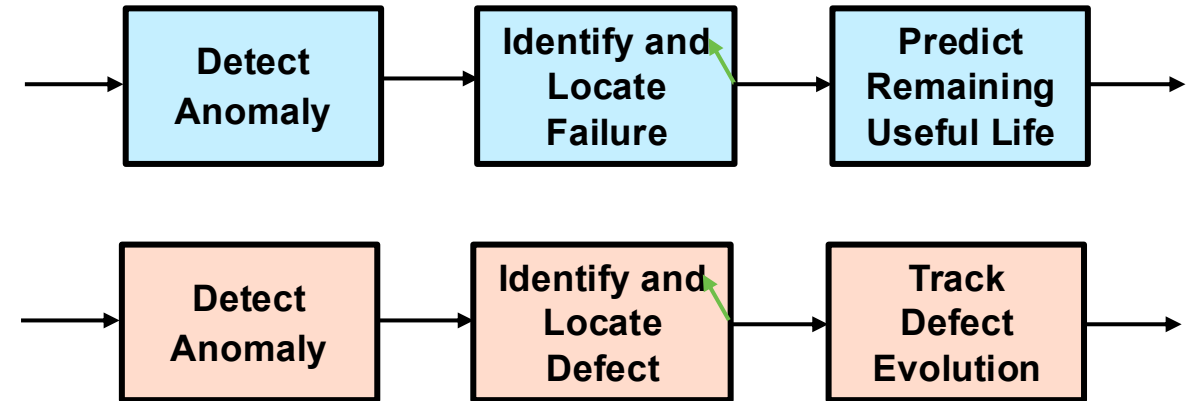 Detect
Anomaly
Identify and
Locate
Failure
Predict
Remaining
Useful Life
Detect
Anomaly
Identify and
Locate
Defect
Track
Defect
Evolution